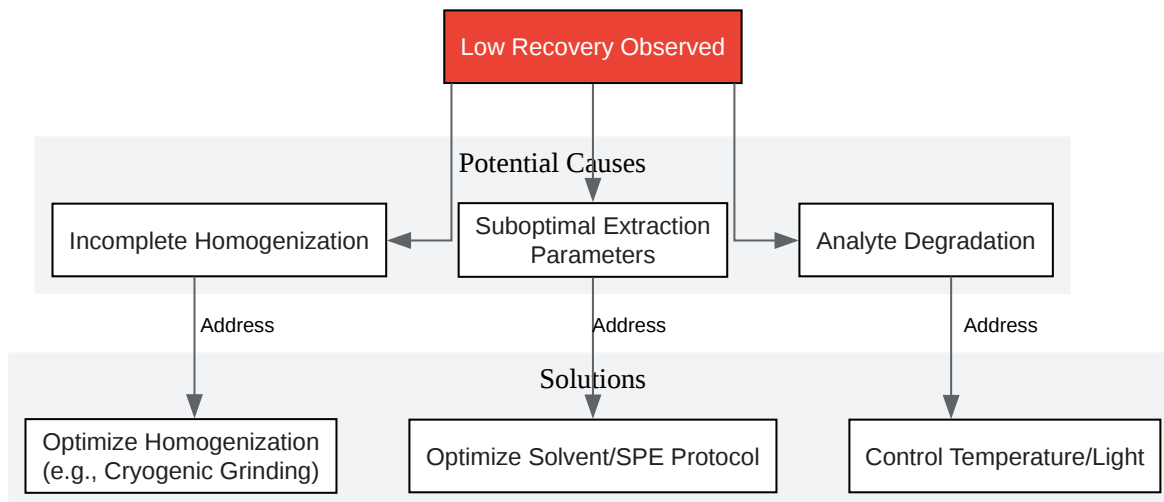 Low Recovery Observed
Potential Causes
Incomplete Homogenization
Suboptimal Extraction
Parameters
Analyte Degradation
Address
Address
Address
Solutions
Optimize Homogenization
(e.g., Cryogenic Grinding)
Optimize Solvent/SPE Protocol
Control Temperature/Light